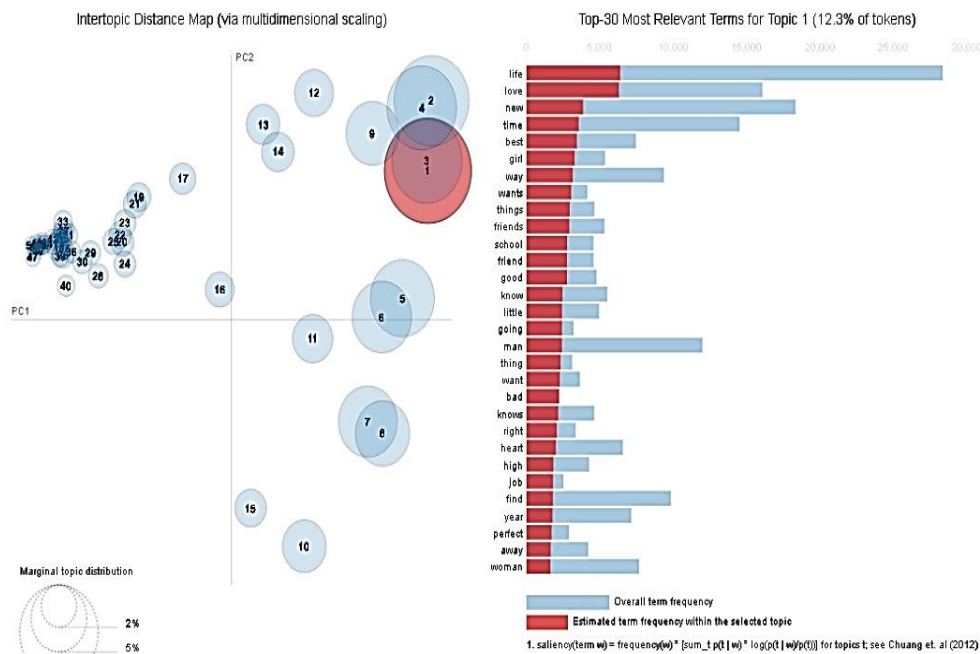 Intertopic Distance Map (via multidimensional scaling)
PC2
PC1
12
2
4
9
13
14
3
1
17
19
21
23
22
25
20
24
33
29
30
26
47
40
16
5
6
11
7
8
15
10
Marginal topic distribution
2%
5%
Top-30 Most Relevant Terms for Topic 1 (12.3% of tokens)
0 5,000 10,000 15,000 20,000 25,000 30,000
life
love
new
time
best
girl
way
wants
things
friends
school
friend
good
know
little
going
man
thing
want
bad
knows
right
heart
high
job
find
year
perfect
away
woman
Overall term frequency
Estimated term frequency within the selected topic
1. saliency(term w) = frequency(w) * [sum_t p(t | w) * log(p(t | w)/p(t))] for topics t; see Chuang et. al (2012)